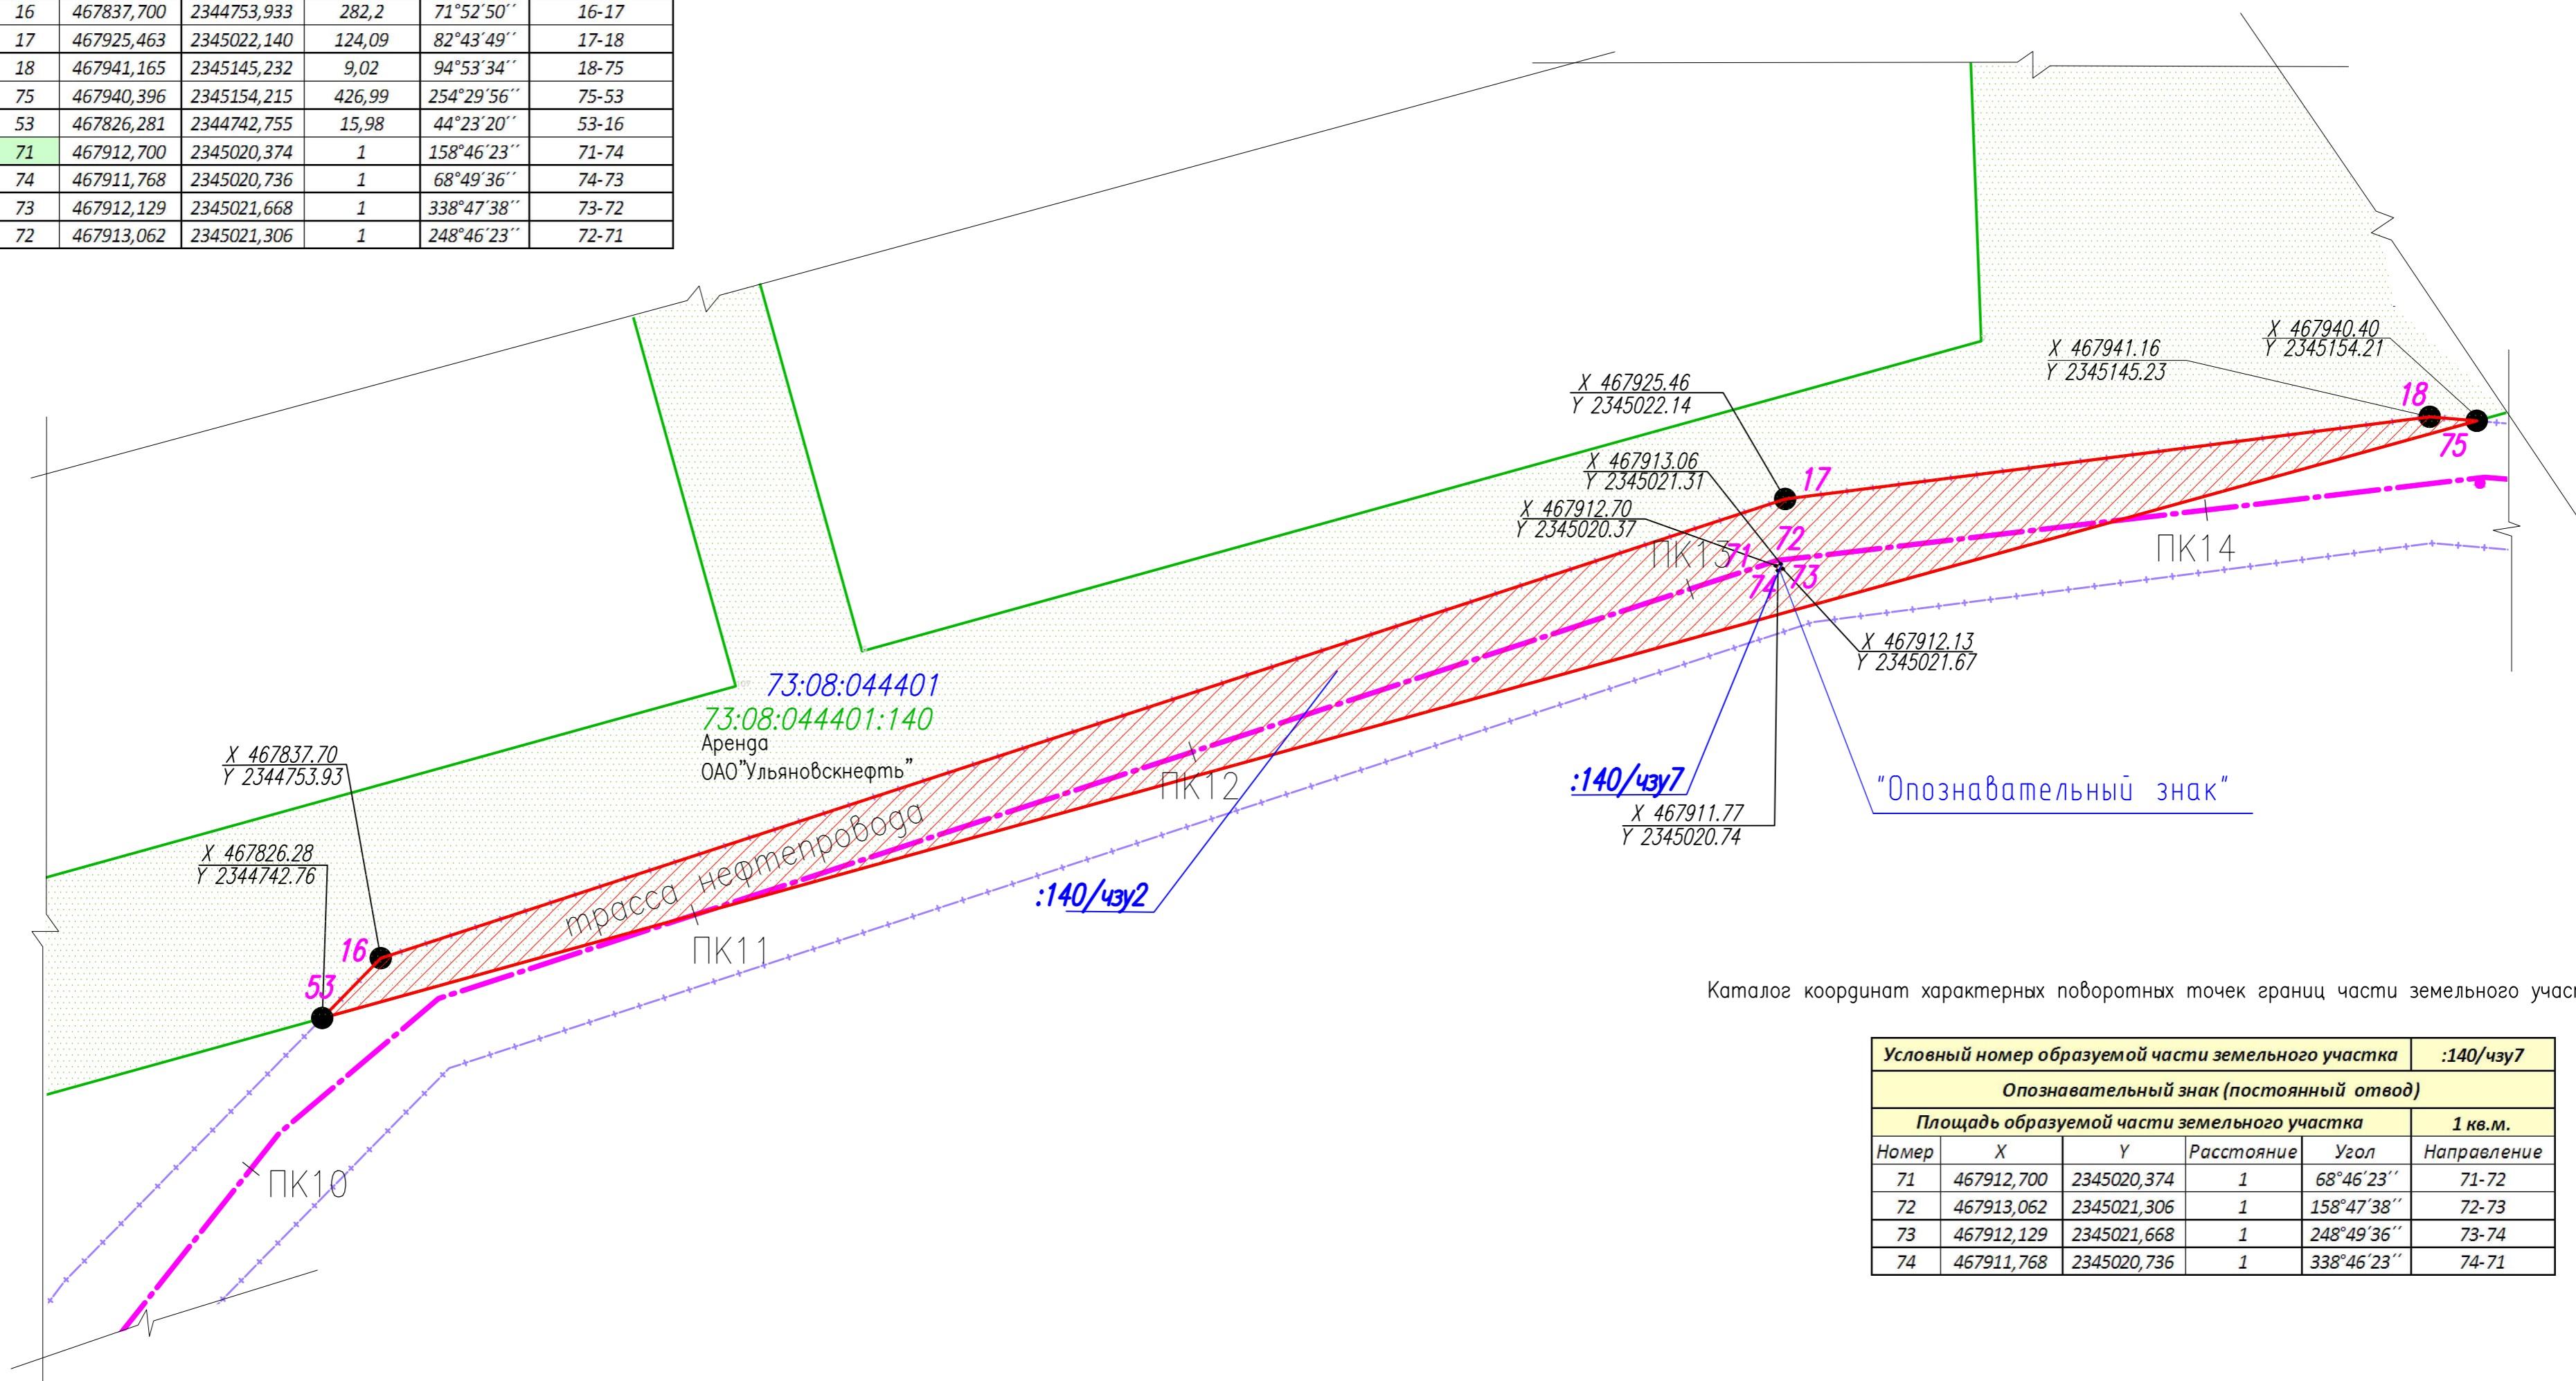 16 467837,700 2344753,933 282,2 71°52′50′′ 16-17
17 467925,463 2345022,140 124,09 82°43′49′′ 17-18
18 467941,165 2345145,232 9,02 94°53′34′′ 18-75
75 467940,396 2345154,215 426,99 254°29′56′′ 75-53
53 467826,281 2344742,755 15,98 44°23′20′′ 53-16
71 467912,700 2345020,374 1 158°46′23′′ 71-74
74 467911,768 2345020,736 1 68°49′36′′ 74-73
73 467912,129 2345021,668 1 338°47′38′′ 73-72
72 467913,062 2345021,306 1 248°46′23′′ 72-71
X 467940.40
Y 2345154.21
X 467941.16
Y 2345145.23
X 467925.46
Y 2345022.14
18
75
X 467913.06
Y 2345021.31
17
X 467912.70
Y 2345020.37
72
ПК13
71
73
74
ПК14
X 467912.13
Y 2345021.67
73:08:044401
73:08:044401:140
Аренда
ОАО"Ульяновскнефть"
X 467837.70
Y 2344753.93
ПК12
:140/чзу7
"Опознавательный знак"
X 467911.77
Y 2345020.74
трасса нефтепровода
X 467826.28
Y 2344742.76
:140/чзу2
16
ПК11
53
ПК10
Каталог координат характерных поворотных точек границ части земельного
Условный номер образуемой части земельного участка :140/чзу7
Опознавательный знак (постоянный отвод)
Площадь образуемой части земельного участка 1 кв.м.
Номер X Y Расстояние Угол Направление
71 467912,700 2345020,374 1 68°46′23′′ 71-72
72 467913,062 2345021,306 1 158°47′38′′ 72-73
73 467912,129 2345021,668 1 248°49′36′′ 73-74
74 467911,768 2345020,736 1 338°46′23′′ 74-71